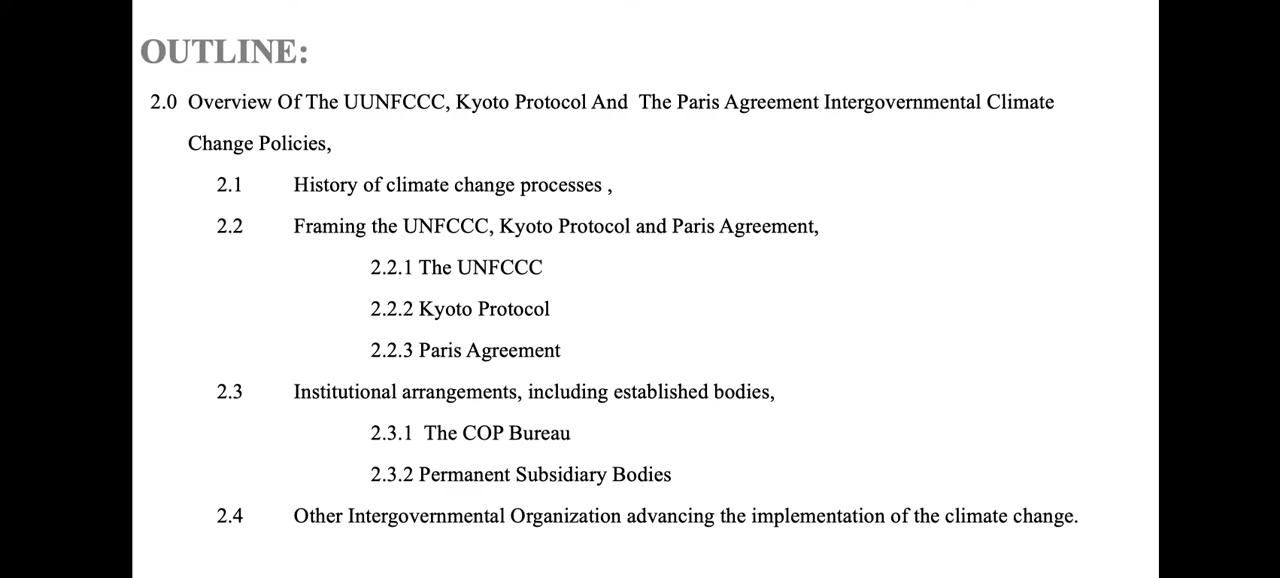 OUTLINE:
2.0 Overview Of The UUNFCCC, Kyoto Protocol And The Paris Agreement Intergovernmental Climate
Change Policies,
2.1 History of climate change processes ,
2.2 Framing the UNFCCC, Kyoto Protocol and Paris Agreement,
2.2.1 The UNFCCC
2.2.2 Kyoto Protocol
2.2.3 Paris Agreement
2.3 Institutional arrangements, including established bodies,
2.3.1 The COP Bureau
2.3.2 Permanent Subsidiary Bodies
2.4 Other Intergovernmental Organization advancing the implementation of the climate change.